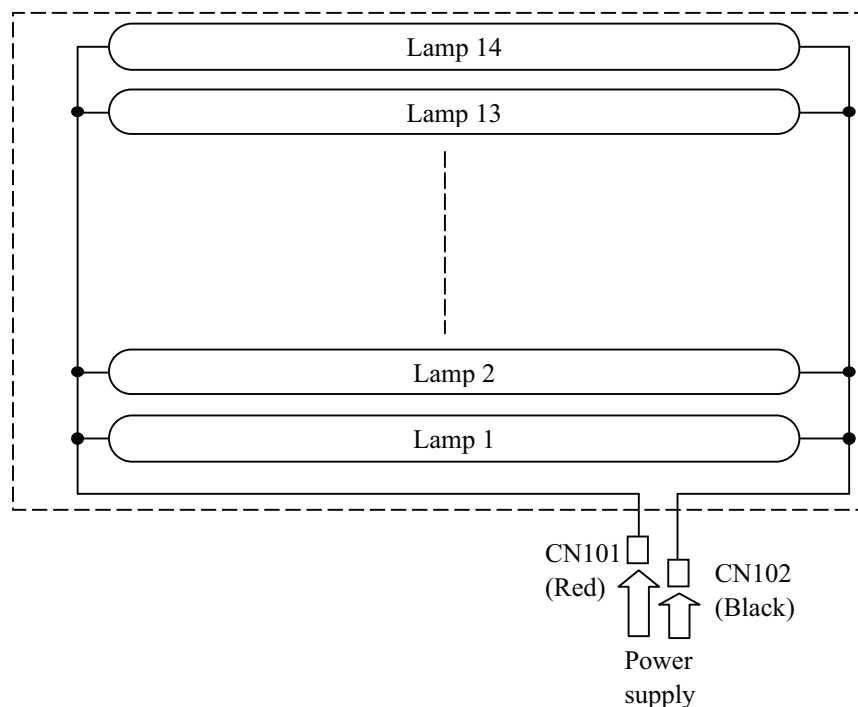 Lamp 14
Lamp 13
Lamp 2
Lamp 1
CN101
(Red)
CN102
(Black)
Power
supply